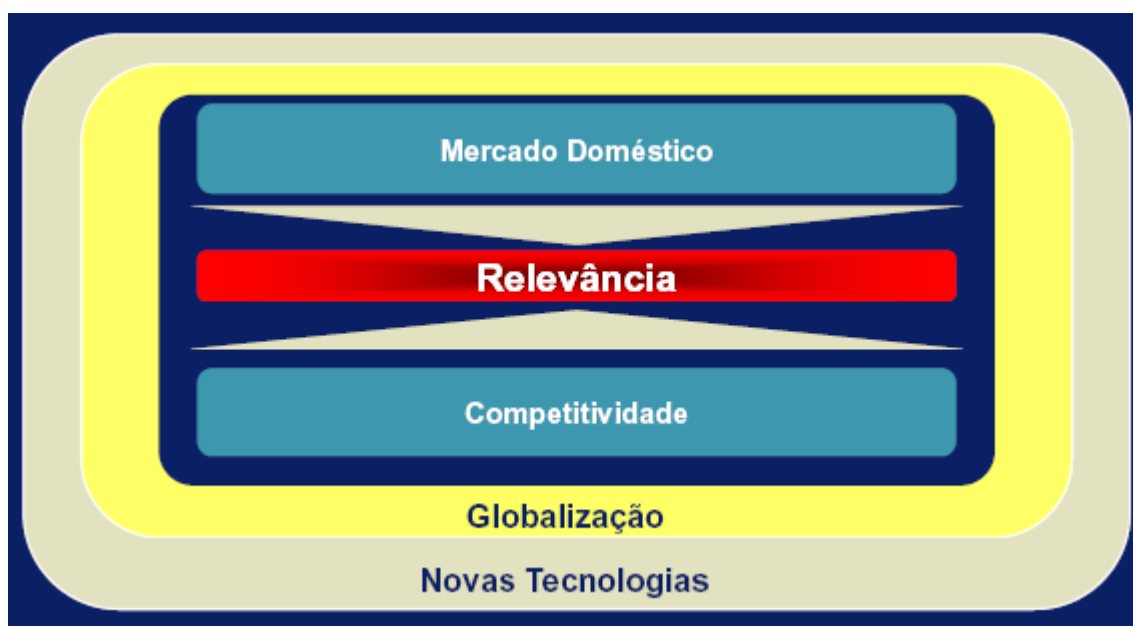 Mercado Doméstico
Relevância
Competitividade
Globalização
Novas Tecnologias